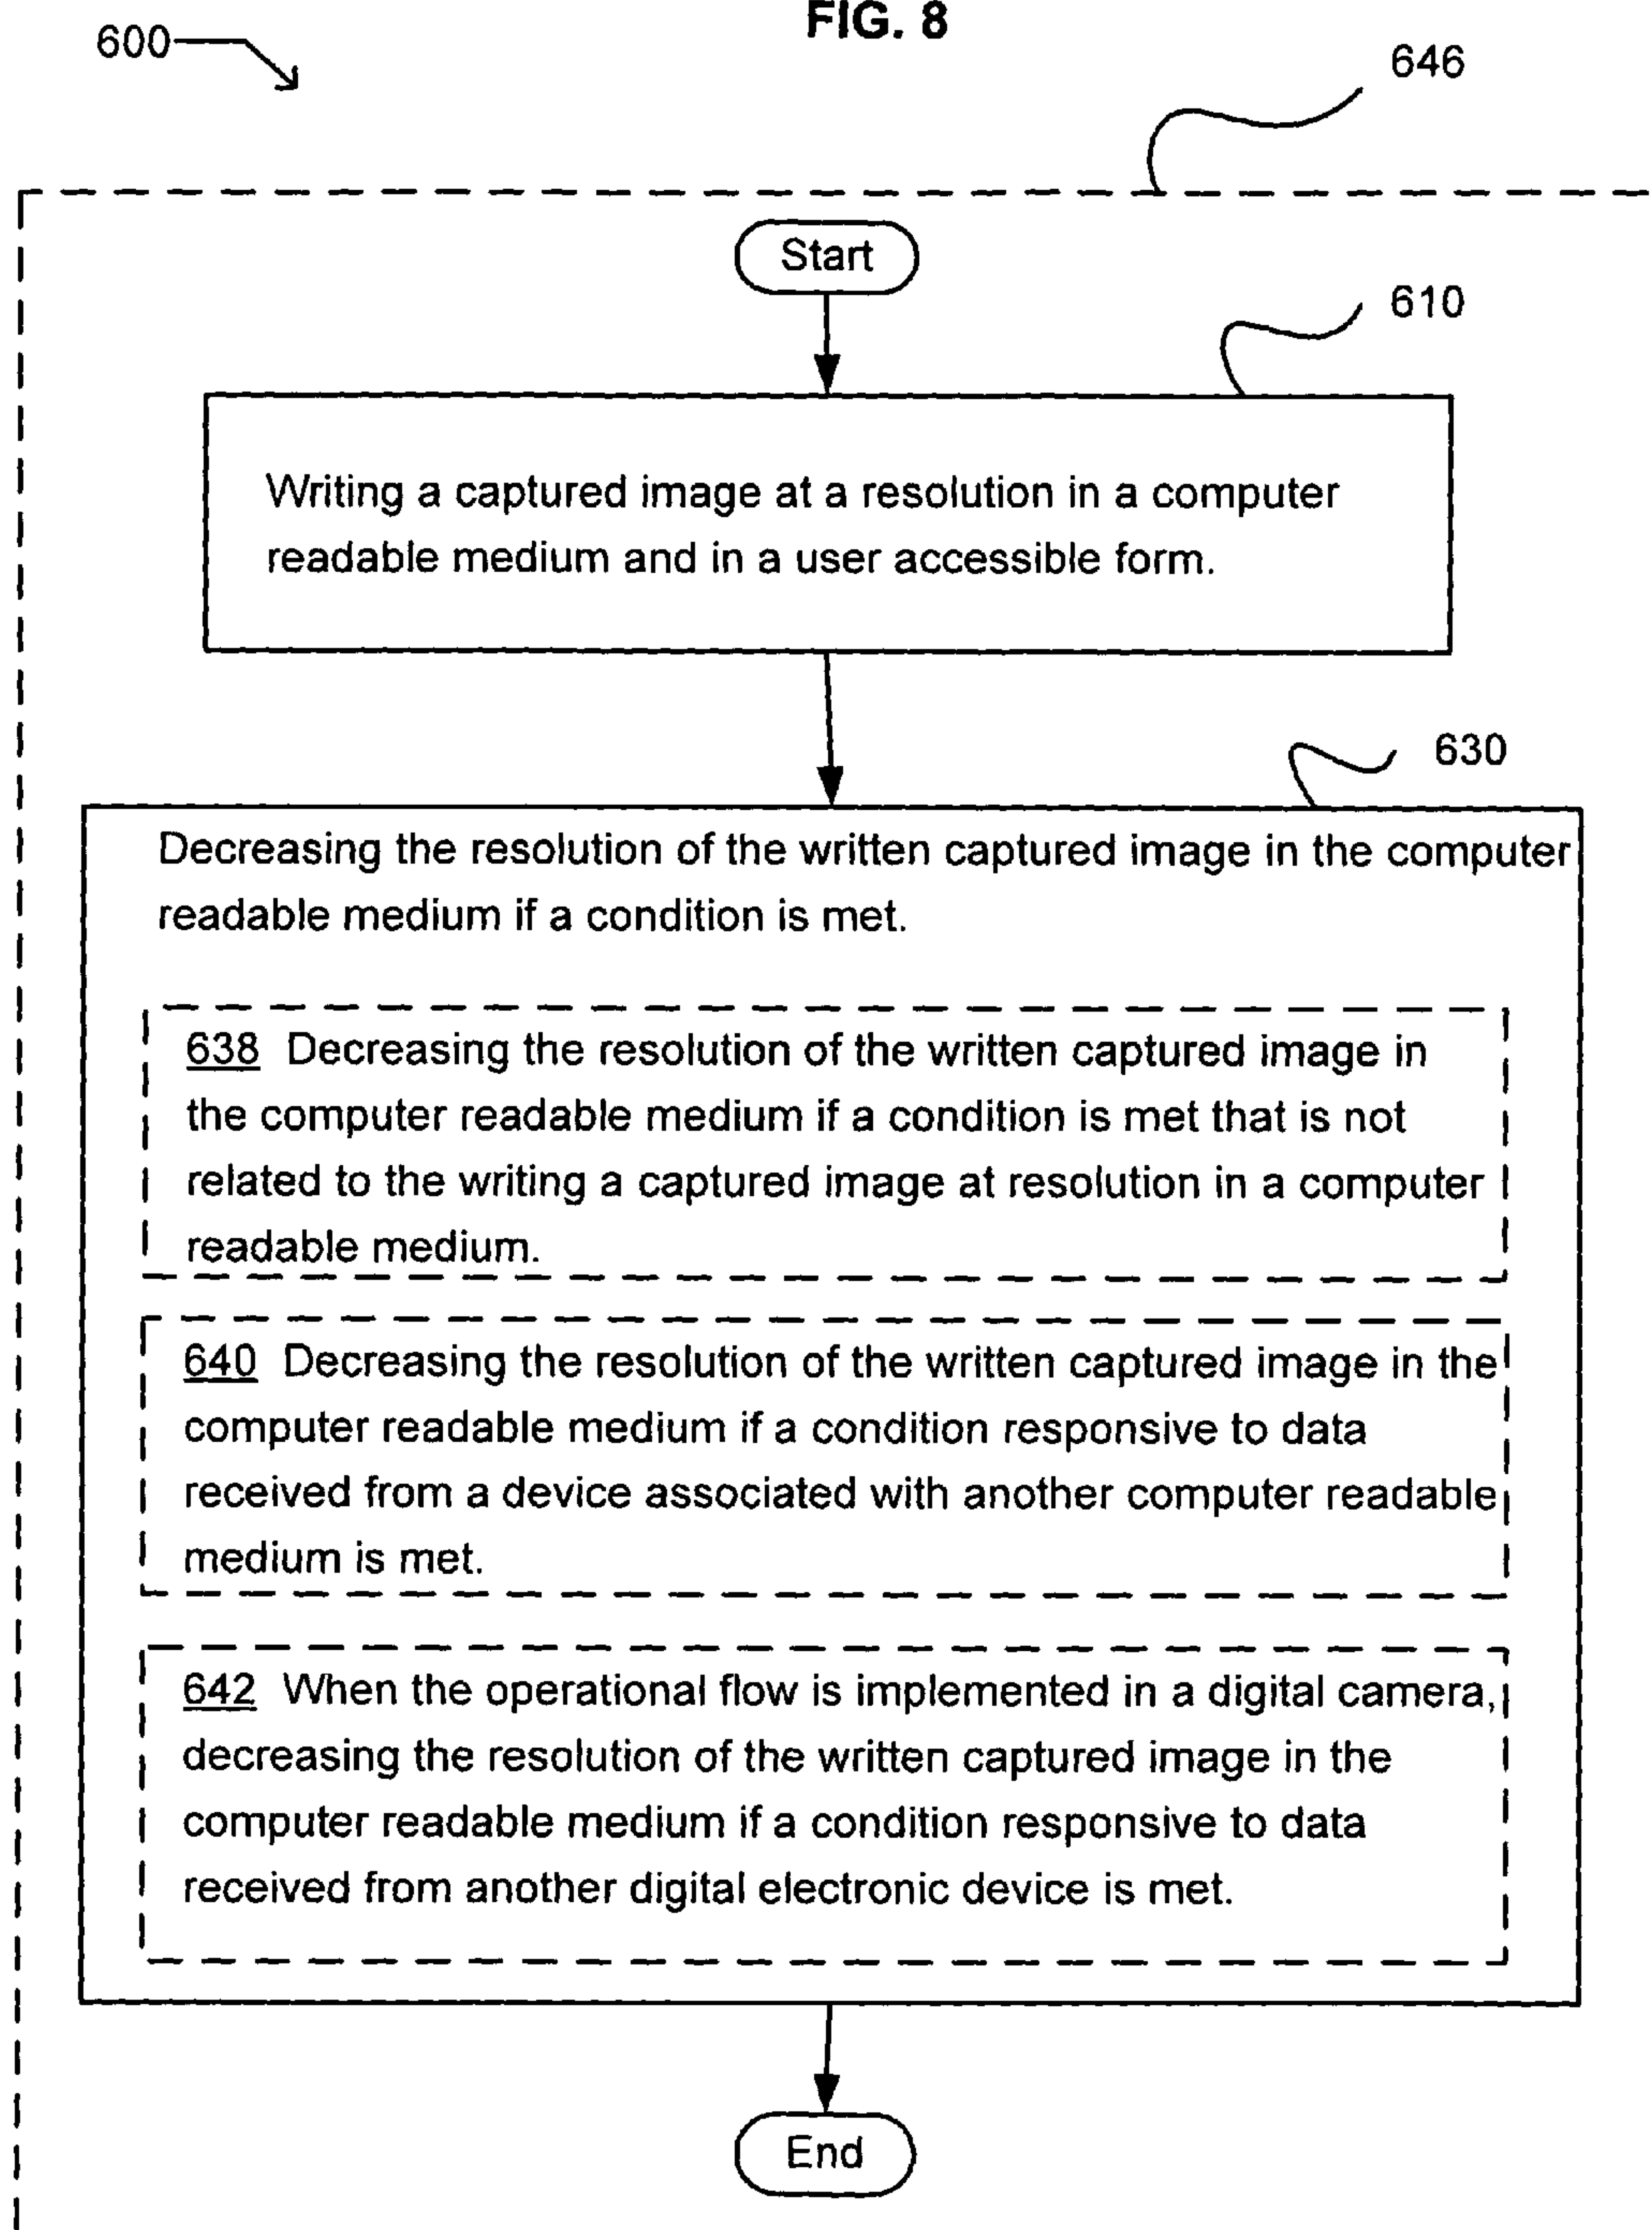 FIG. 8
600
646
Start
610
Writing a captured image at a resolution in a computer
readable medium and in a user accessible form.
630
Decreasing the resolution of the written captured image in the computer
readable medium if a condition is met.
638 Decreasing the resolution of the written captured image in
the computer readable medium if a condition is met that is not
related to the writing a captured image at resolution in a computer
readable medium.
640 Decreasing the resolution of the written captured image in the
computer readable medium if a condition responsive to data
received from a device associated with another computer readable
medium is met.
642 When the operational flow is implemented in a digital camera,
decreasing the resolution of the written captured image in the
computer readable medium if a condition responsive to data
received from another digital electronic device is met.
End